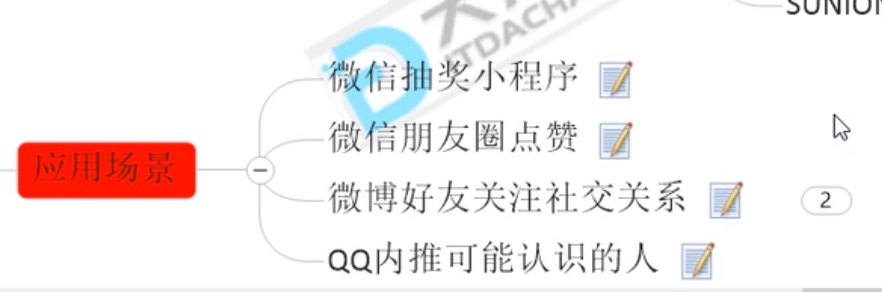 SUNION
ITDACHA
微信抽奖小程序
微信朋友圈点赞
应用场景
微博好友关注社交关系
2
QQ内推可能认识的人